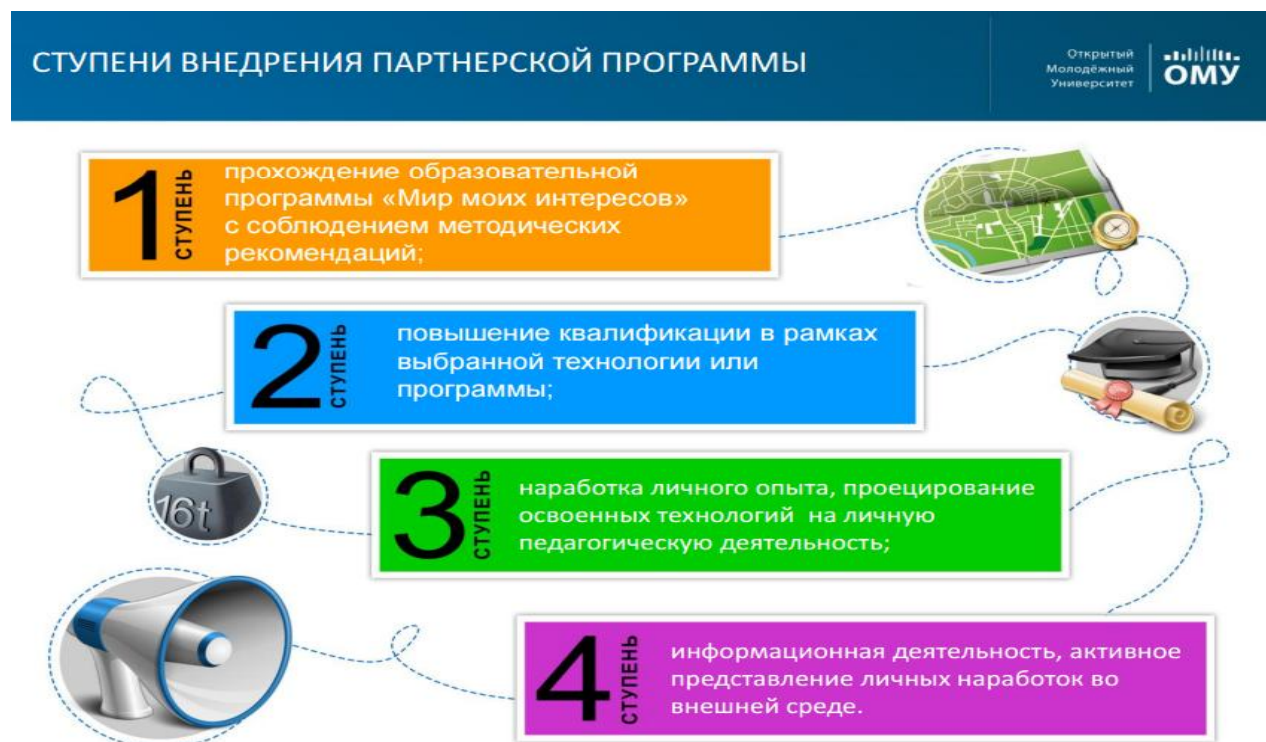 СТУПЕНИ ВНЕДРЕНИЯ ПАРТНЕРСКОЙ ПРОГРАММЫ
Открытый
Молодёжный
Университет
ОМУ
1
СТУПЕНЬ
прохождение образовательной
программы «Мир моих интересов»
с соблюдением методических
рекомендаций;
2
СТУПЕНЬ
повышение квалификации в рамках
выбранной технологии или
программы;
16t
3
СТУПЕНЬ
наработка личного опыта, проецирование
освоенных технологий на личную
педагогическую деятельность;
4
СТУПЕНЬ
информационная деятельность, активное
представление личных наработок во
внешней среде.